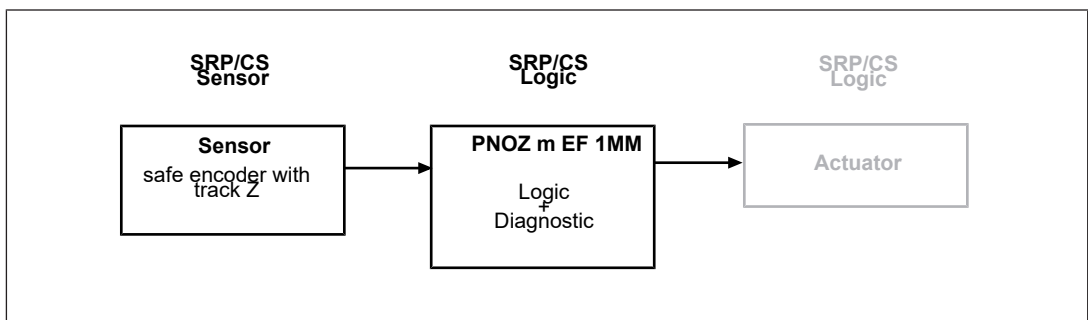 SRP/CS
Sensor
SRP/CS
Logic
SRP/CS
Logic
Sensor
safe encoder with
track Z
PNOZ m EF 1MM
Logic
+
Diagnostic
Actuator